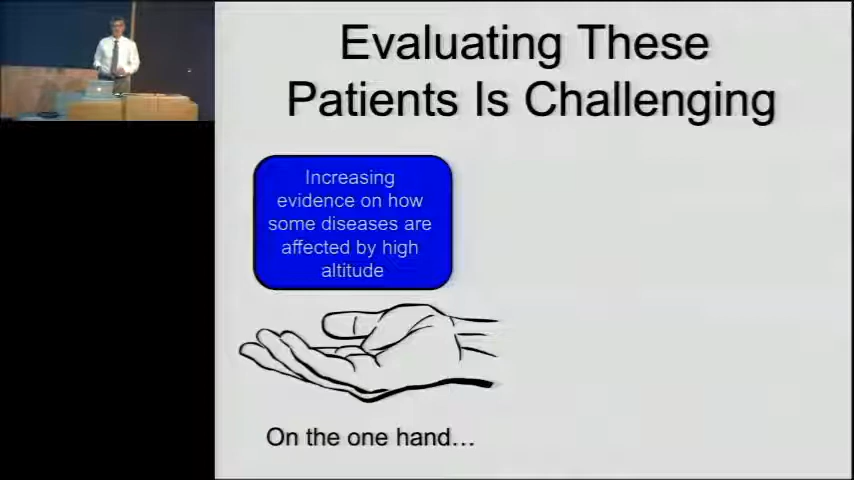 Evaluating These
Patients Is Challenging
Increasing
evidence on how
some diseases are
affected by high
altitude
On the one hand…